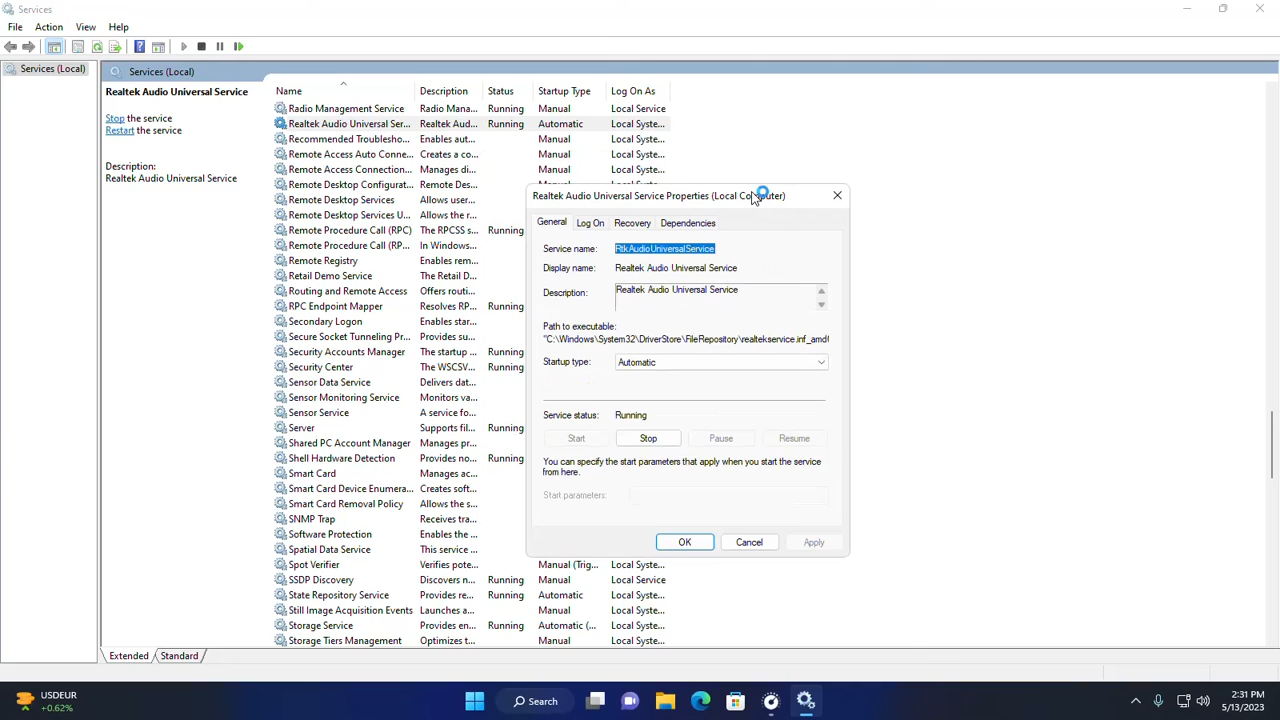 Services
File Action View Help
Services (Local)
Services (Local)
Realtek Audio Universal Service
Stop the service
Restart the service
Description:
Realtek Audio Universal Service
Name Description Status Startup Type Log On As
Radio Management Service Radio Mana... Running Manual Local Service
Realtek Audio Universal Ser... Realtek Aud... Running Automatic Local Syste...
Recommended Troublesho... Enables aut... Manual Local Syste...
Remote Access Auto Conne... Creates a co... Manual Local Syste...
Remote Access Connection... Manages di... Manual Local Syste...
Remote Desktop Configurat... Remote Des...
Remote Desktop Services Allows user...
Remote Desktop Services U... Allows the r...
Remote Procedure Call (RPC) The RPCSS s... Running
Remote Procedure Call (RP... In Windows...
Remote Registry Enables rem...
Retail Demo Service The Retail D...
Routing and Remote Access Offers routi...
RPC Endpoint Mapper Resolves RP... Running
Secondary Logon Enables star...
Secure Socket Tunneling Pr... Provides su... Running
Security Accounts Manager The startup ... Running
Security Center The WSCSV... Running
Sensor Data Service Delivers dat...
Sensor Monitoring Service Monitors va...
Sensor Service A service fo...
Server Supports fil... Running
Shared PC Account Manager Manages pr...
Shell Hardware Detection Provides no... Running
Smart Card Manages ac...
Smart Card Device Enumera... Creates soft...
Smart Card Removal Policy Allows the s...
SNMP Trap Receives tra...
Software Protection Enables the ...
Spatial Data Service This service ...
Spot Verifier Verifies pote... Manual (Trig... Local Syste...
SSDP Discovery Discovers n... Running Manual Local Service
State Repository Service Provides re... Running Automatic Local Syste...
Still Image Acquisition Events Launches a... Manual Local Syste...
Storage Service Provides en... Running Automatic (... Local Syste...
Storage Tiers Management Optimizes t... Manual Local Syste...
Realtek Audio Universal Service Properties (Local Computer)
General Log On Recovery Dependencies
Service name: RtkAudioUniversalService
Display name: Realtek Audio Universal Service
Description: Realtek Audio Universal Service
Path to executable:
"C:\Windows\System32\DriverStore\FileRepository\realtekservice.inf_amd6
Startup type: Automatic
Service status: Running
Start Stop Pause Resume
You can specify the start parameters that apply when you start the service
from here.
Start parameters:
OK Cancel Apply
Extended Standard
USDEUR
+0.62%
Search
2:31 PM
5/13/2023